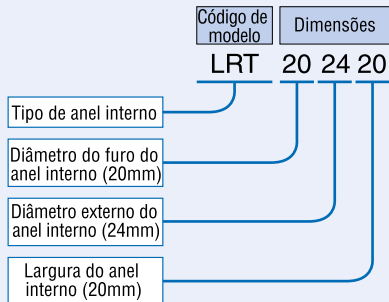 Código de
modelo
Dimensões
LRT 20 24 20
Tipo de anel interno
Diâmetro do furo do
anel interno (20mm)
Diâmetro externo do
anel interno (24mm)
Largura do anel
interno (20mm)